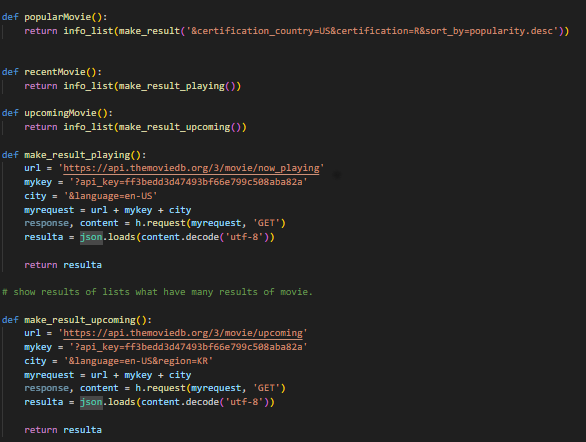 def popularMovie():
return info_list(make_result('&certification_country=US&certification=R&sort_by=popularity.desc'))
def recentMovie():
return info_list(make_result_playing())
def upcomingMovie():
return info_list(make_result_upcoming())
def make_result_playing():
url = 'https://api.themoviedb.org/3/movie/now_playing'
mykey = '?api_key=ff3bedd3d47493bf66e799c508aba82a'
city = '&language=en-US'
myrequest = url + mykey + city
response, content = h.request(myrequest, 'GET')
resulta = json.loads(content.decode('utf-8'))
return resulta
# show results of lists what have many results of movie.
def make_result_upcoming():
url = 'https://api.themoviedb.org/3/movie/upcoming'
mykey = '?api_key=ff3bedd3d47493bf66e799c508aba82a'
city = '&language=en-US&region=KR'
myrequest = url + mykey + city
response, content = h.request(myrequest, 'GET')
resulta = json.loads(content.decode('utf-8'))
return resulta